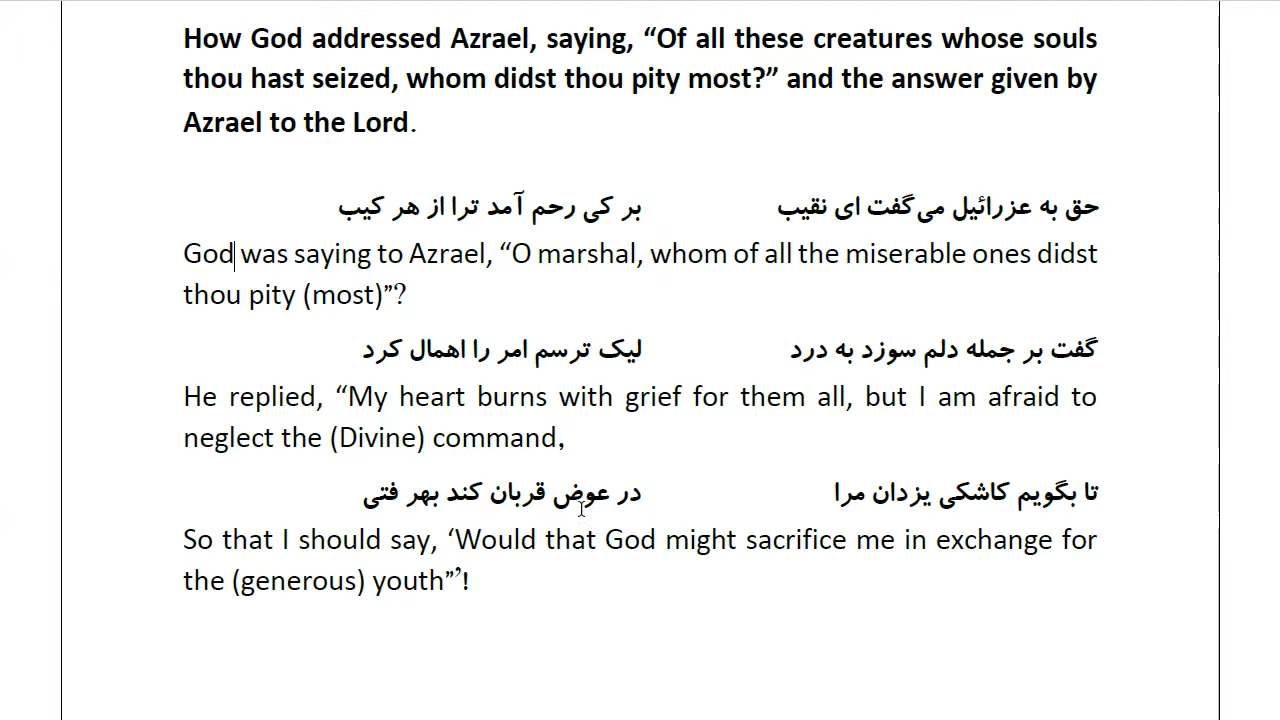 How God addressed Azrael, saying, “Of all these creatures whose souls
thou hast seized, whom didst thou pity most?” and the answer given by
Azrael to the Lord.
حق به عزرائیل می‌گفت ای نقیب بر کی رحم آمد ترا از هر کیب
God was saying to Azrael, “O marshal, whom of all the miserable ones didst
thou pity (most)”?
گفت بر جمله دلم سوزد به درد لیک ترسم امر را اهمال کرد
He replied, “My heart burns with grief for them all, but I am afraid to
neglect the (Divine) command,
تا بگویم کاشکی یزدان مرا در عوض قربان کند بهر فتی
So that I should say, ‘Would that God might sacrifice me in exchange for
the (generous) youth”’!